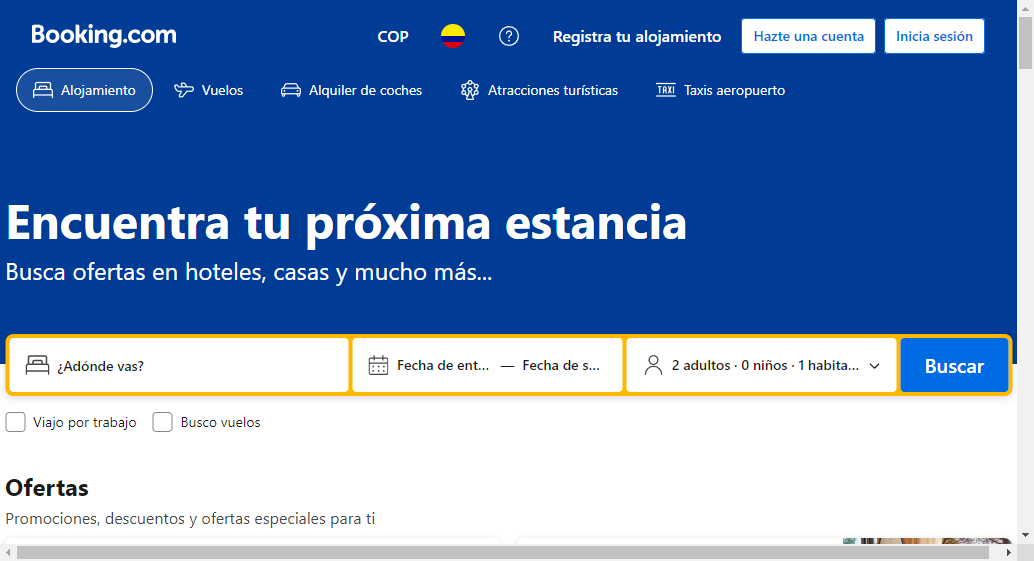 Booking.com
COP
Registra tu alojamiento
Hazte una cuenta
Inicia sesión
Alojamiento
Vuelos
Alquiler de coches
Atracciones turísticas
TAXI Taxis aeropuerto
Encuentra tu próxima estancia
Busca ofertas en hoteles, casas y mucho más...
¿Adónde vas?
Fecha de ent... — Fecha de s...
2 adultos · 0 niños · 1 habita...
Buscar
Viajo por trabajo
Busco vuelos
Ofertas
Promociones, descuentos y ofertas especiales para ti